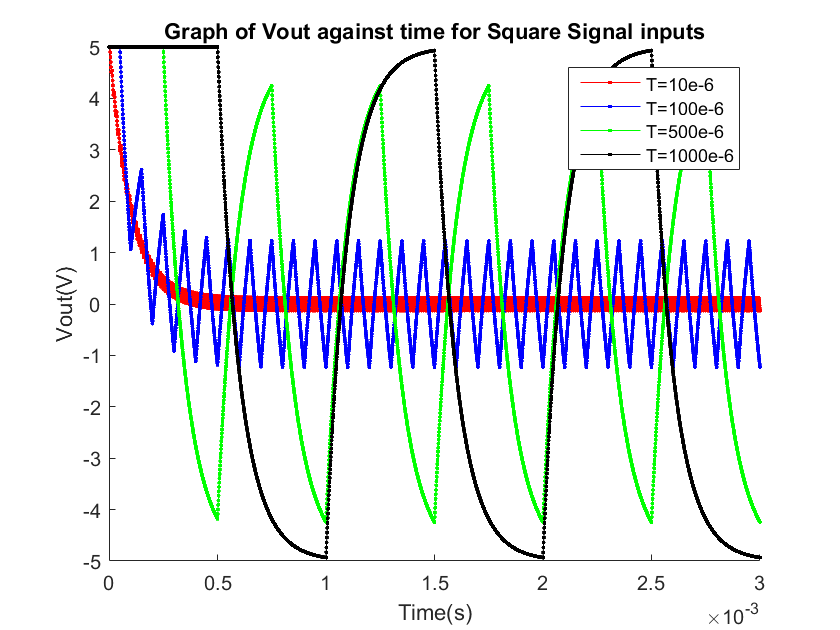 Graph of Vout against time for Square Signal inputs
T=10e-6
T=100e-6
T=500e-6
T=1000e-6
Vout(V)
5
4
3
2
1
0
-1
-2
-3
-4
-5
0 0.5 1 1.5 2 2.5 3
Time(s)
×10⁻³